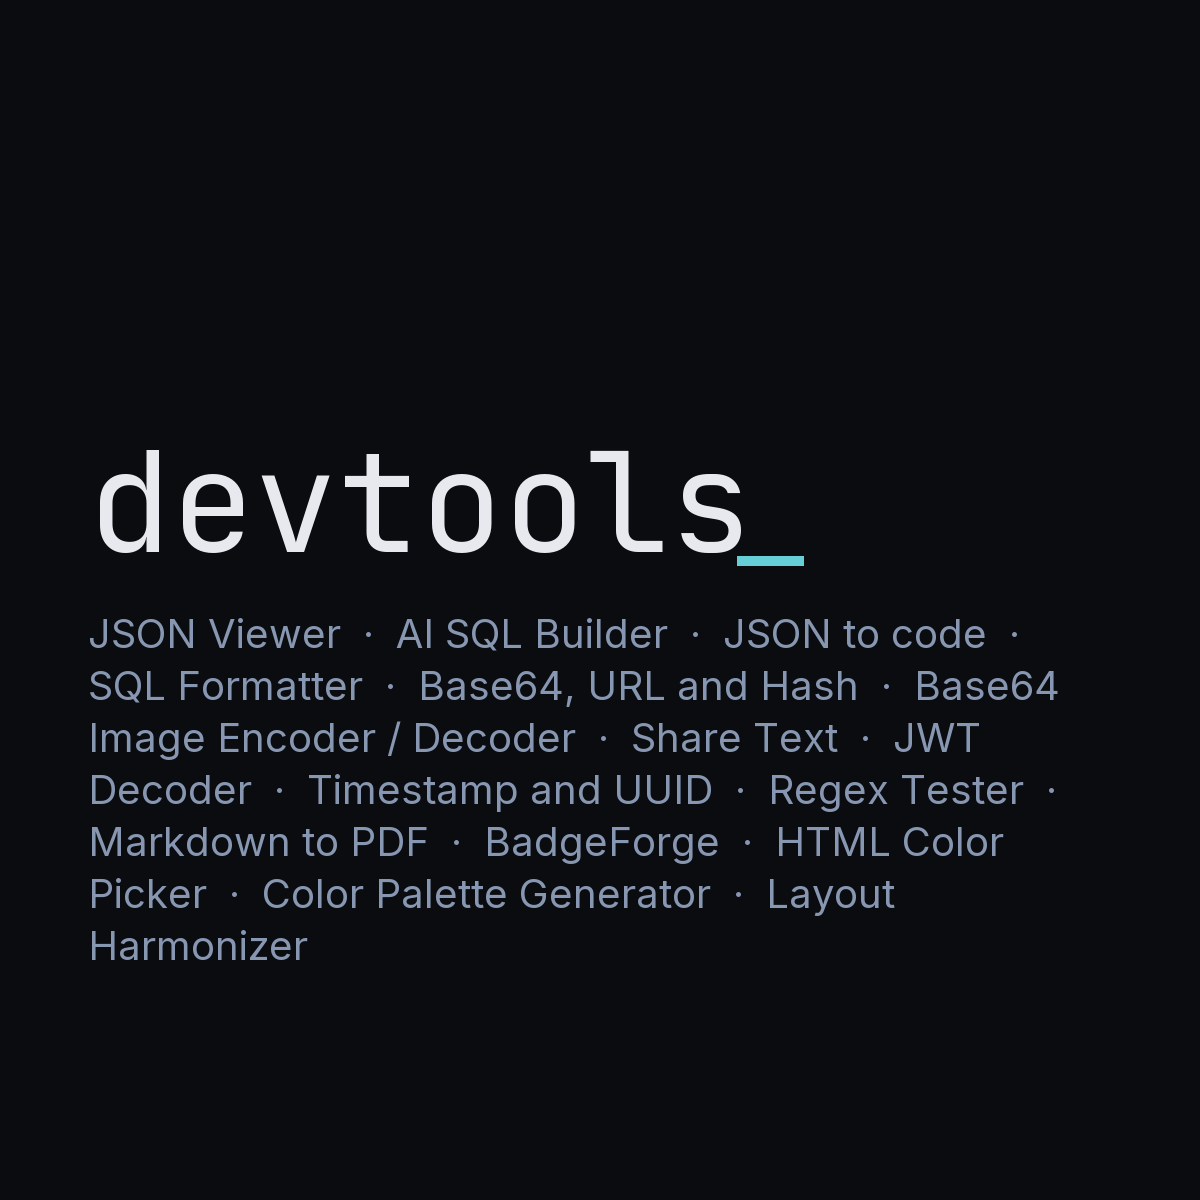 devtools_
JSON Viewer · AI SQL Builder · JSON to code ·
SQL Formatter · Base64, URL and Hash · Base64
Image Encoder / Decoder · Share Text · JWT
Decoder · Timestamp and UUID · Regex Tester ·
Markdown to PDF · BadgeForge · HTML Color
Picker · Color Palette Generator · Layout
Harmonizer